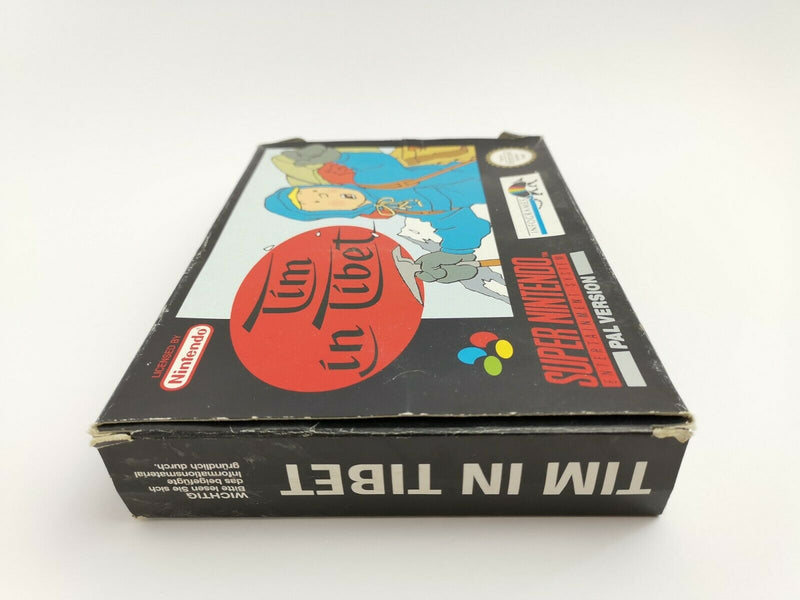 Tim
in Tibet
LICENSED BY
Nintendo
INFOGRAMES
SUPER NINTENDO
ENTERTAINMENT SYSTEM
PAL VERSION
TIM IN TIBET
WICHTIG
Bitte lesen Sie sich
das beigefügte
Informationsmaterial
gründlich durch.